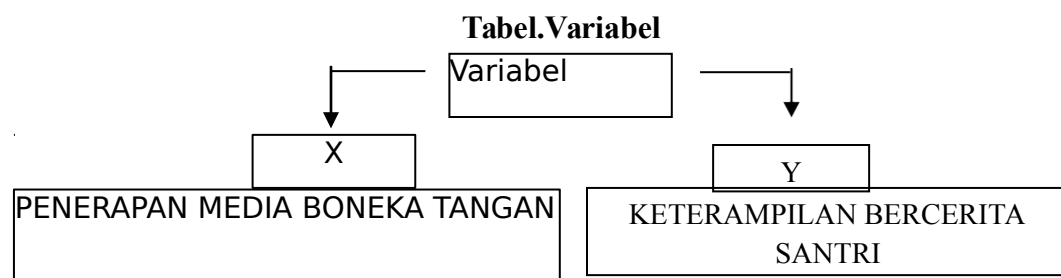 Tabel.Variabel
Variabel
X
Y
PENERAPAN MEDIA BONEKA TANGAN
KETERAMPILAN BERCERITA
SANTRI